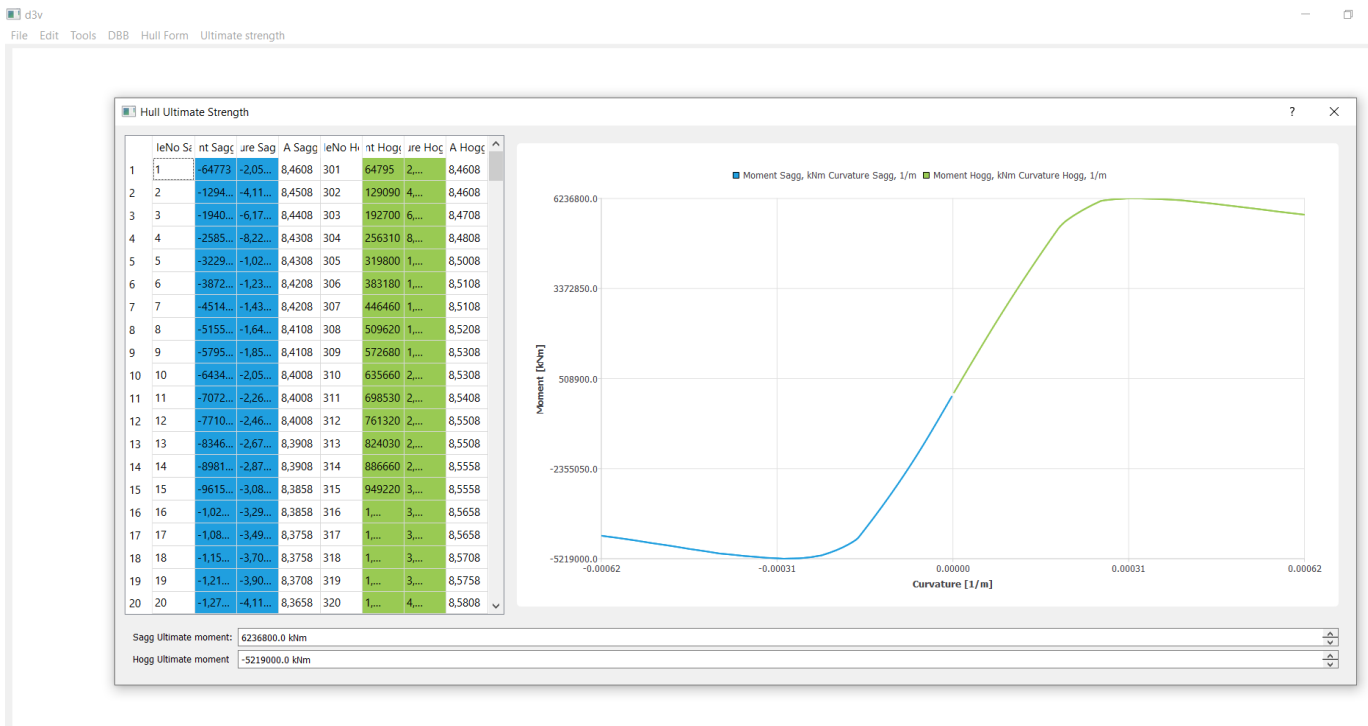 d3v
File Edit Tools DBB Hull Form Ultimate strength
Hull Ultimate Strength
?
leNo Sa nt Sagg ure Sag A Sagg leNo Ho nt Hogg ure Hog A Hogg
1 1 -64773 -2,05... 8,4608 301 64795 2,... 8,4608
2 2 -1294... -4,11... 8,4508 302 129090 4,... 8,4608
3 3 -1940... -6,17... 8,4408 303 192700 6,... 8,4708
4 4 -2585... -8,22... 8,4308 304 256310 8,... 8,4808
5 5 -3229... -1,02... 8,4308 305 319800 1,... 8,5008
6 6 -3872... -1,23... 8,4208 306 383180 1,... 8,5108
7 7 -4514... -1,43... 8,4208 307 446460 1,... 8,5108
8 8 -5155... -1,64... 8,4108 308 509620 1,... 8,5208
9 9 -5795... -1,85... 8,4108 309 572680 1,... 8,5308
10 10 -6434... -2,05... 8,4008 310 635660 2,... 8,5308
11 11 -7072... -2,26... 8,4008 311 698530 2,... 8,5408
12 12 -7710... -2,46... 8,4008 312 761320 2,... 8,5508
13 13 -8346... -2,67... 8,3908 313 824030 2,... 8,5508
14 14 -8981... -2,87... 8,3908 314 886660 2,... 8,5558
15 15 -9615... -3,08... 8,3858 315 949220 3,... 8,5558
16 16 -1,02... -3,29... 8,3858 316 1,... 3,... 8,5658
17 17 -1,08... -3,49... 8,3758 317 1,... 3,... 8,5658
18 18 -1,15... -3,70... 8,3758 318 1,... 3,... 8,5708
19 19 -1,21... -3,90... 8,3708 319 1,... 3,... 8,5758
20 20 -1,27... -4,11... 8,3658 320 1,... 4,... 8,5808
Moment Sagg, kNm Curvature Sagg, 1/m Moment Hogg, kNm Curvature Hogg, 1/m
6236800.0
3372850.0
508900.0
-2355050.0
-5219000.0
Moment [kNm]
-0.00062 -0.00031 0.00000 0.00031 0.00062
Curvature [1/m]
Sagg Ultimate moment: 6236800.0 kNm
Hogg Ultimate moment -5219000.0 kNm